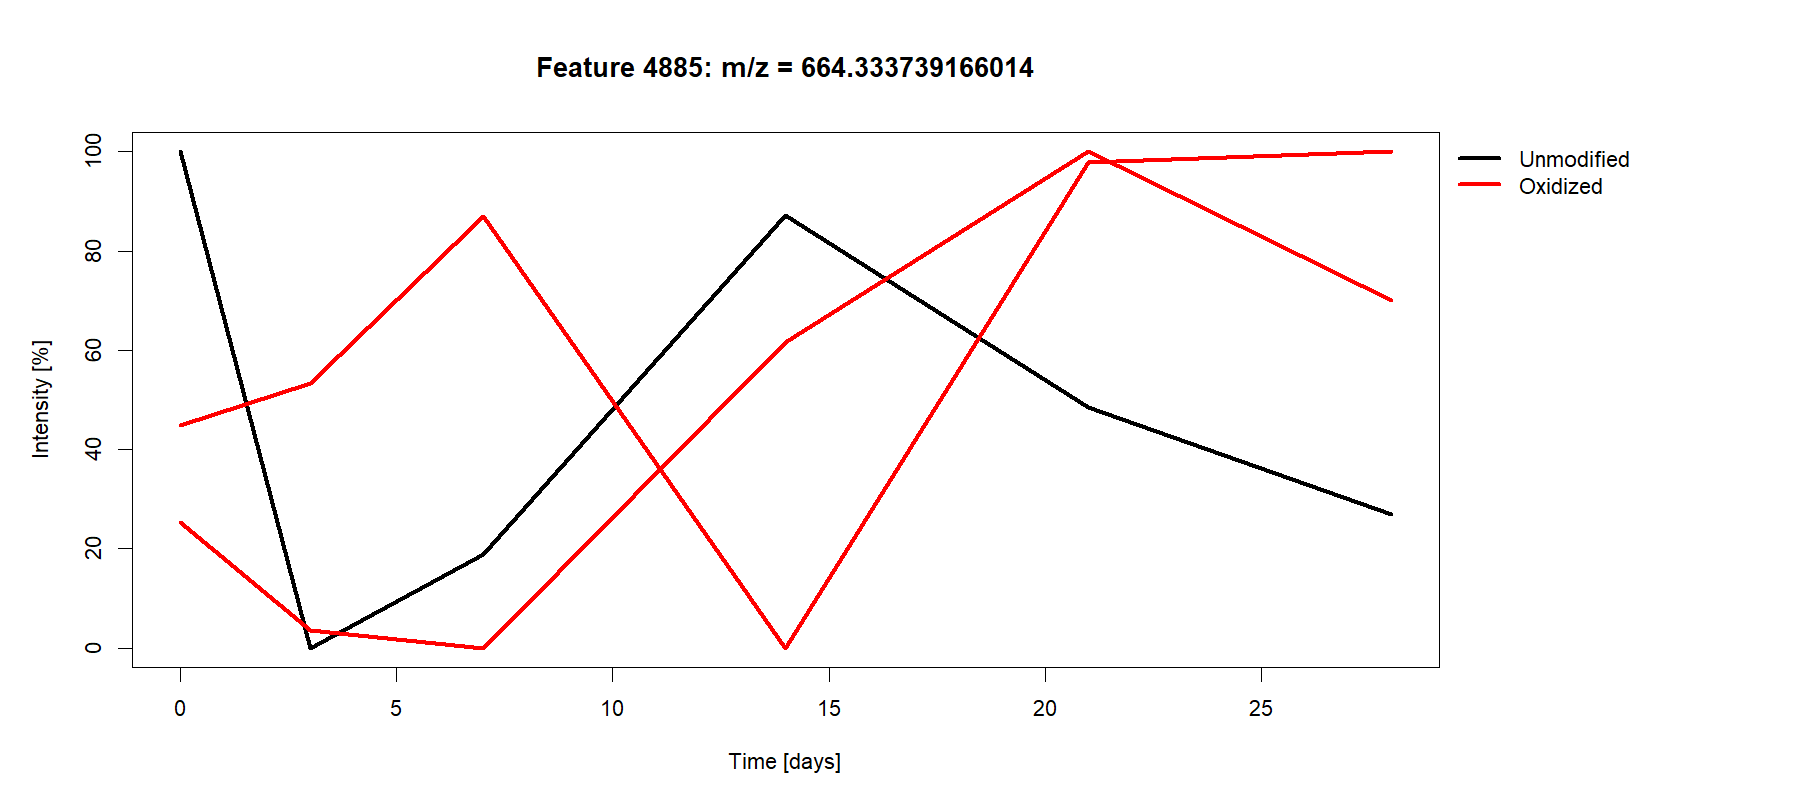 Feature 4885: m/z = 664.333739166014
Unmodified
Oxidized
Intensity [%]
100
80
60
40
20
0
0 5 10 15 20 25
Time [days]